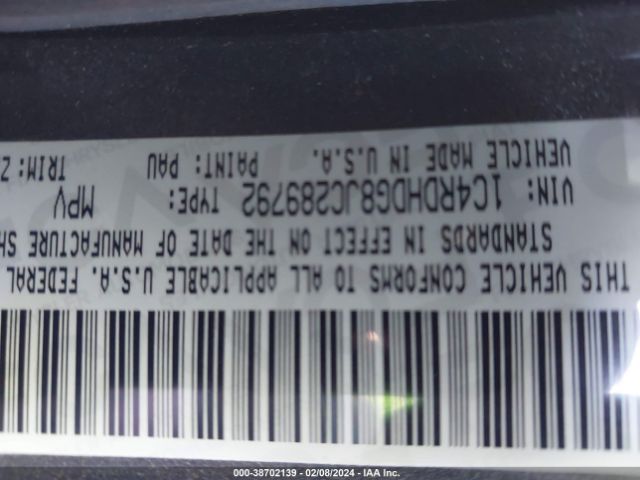 THIS VEHICLE CONFORMS TO ALL APPLICABLE U.S.A. FEDERAL
STANDARDS IN EFFECT ON THE DATE OF MANUFACTURE SH
VIN: 1C4RDHDG8JC289792 TYPE: MPV
VEHICLE MADE IN U.S.A. PAINT: PAU TRIM:
000-38702139 - 02/08/2024 - IAA Inc.